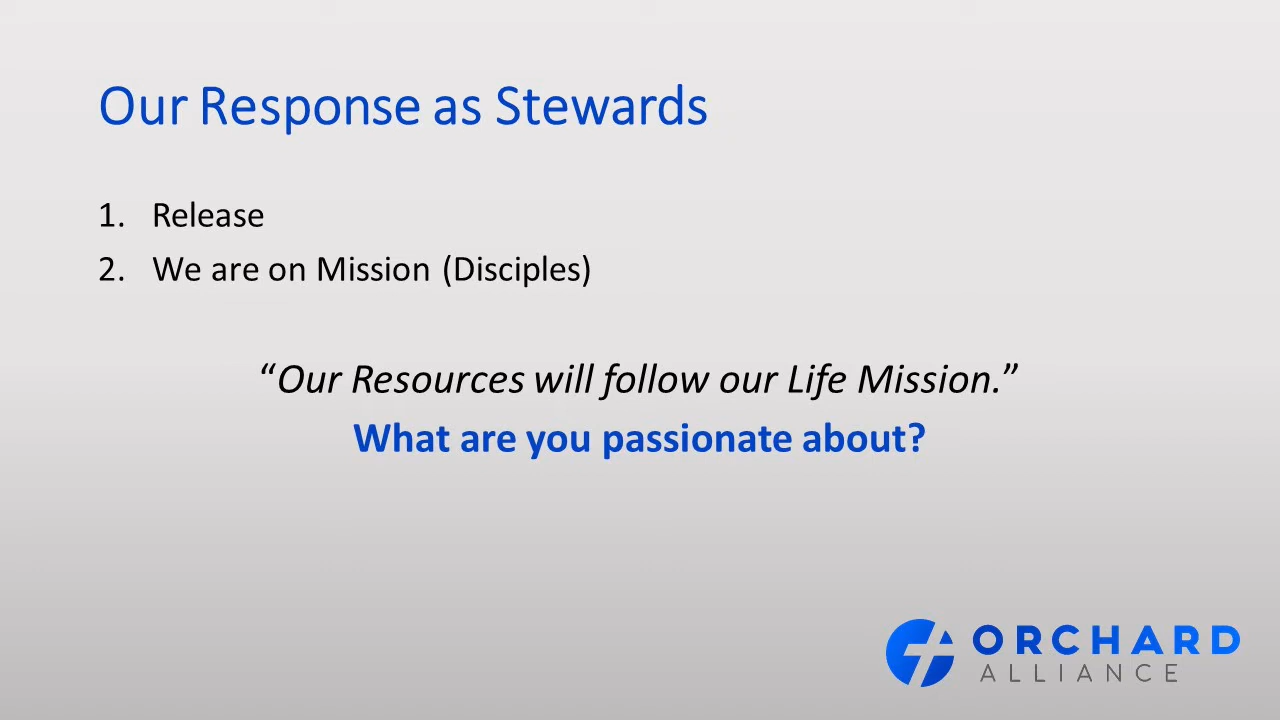 Our Response as Stewards
1. Release
2. We are on Mission (Disciples)
“Our Resources will follow our Life Mission.”
What are you passionate about?
ORCHARD
ALLIANCE